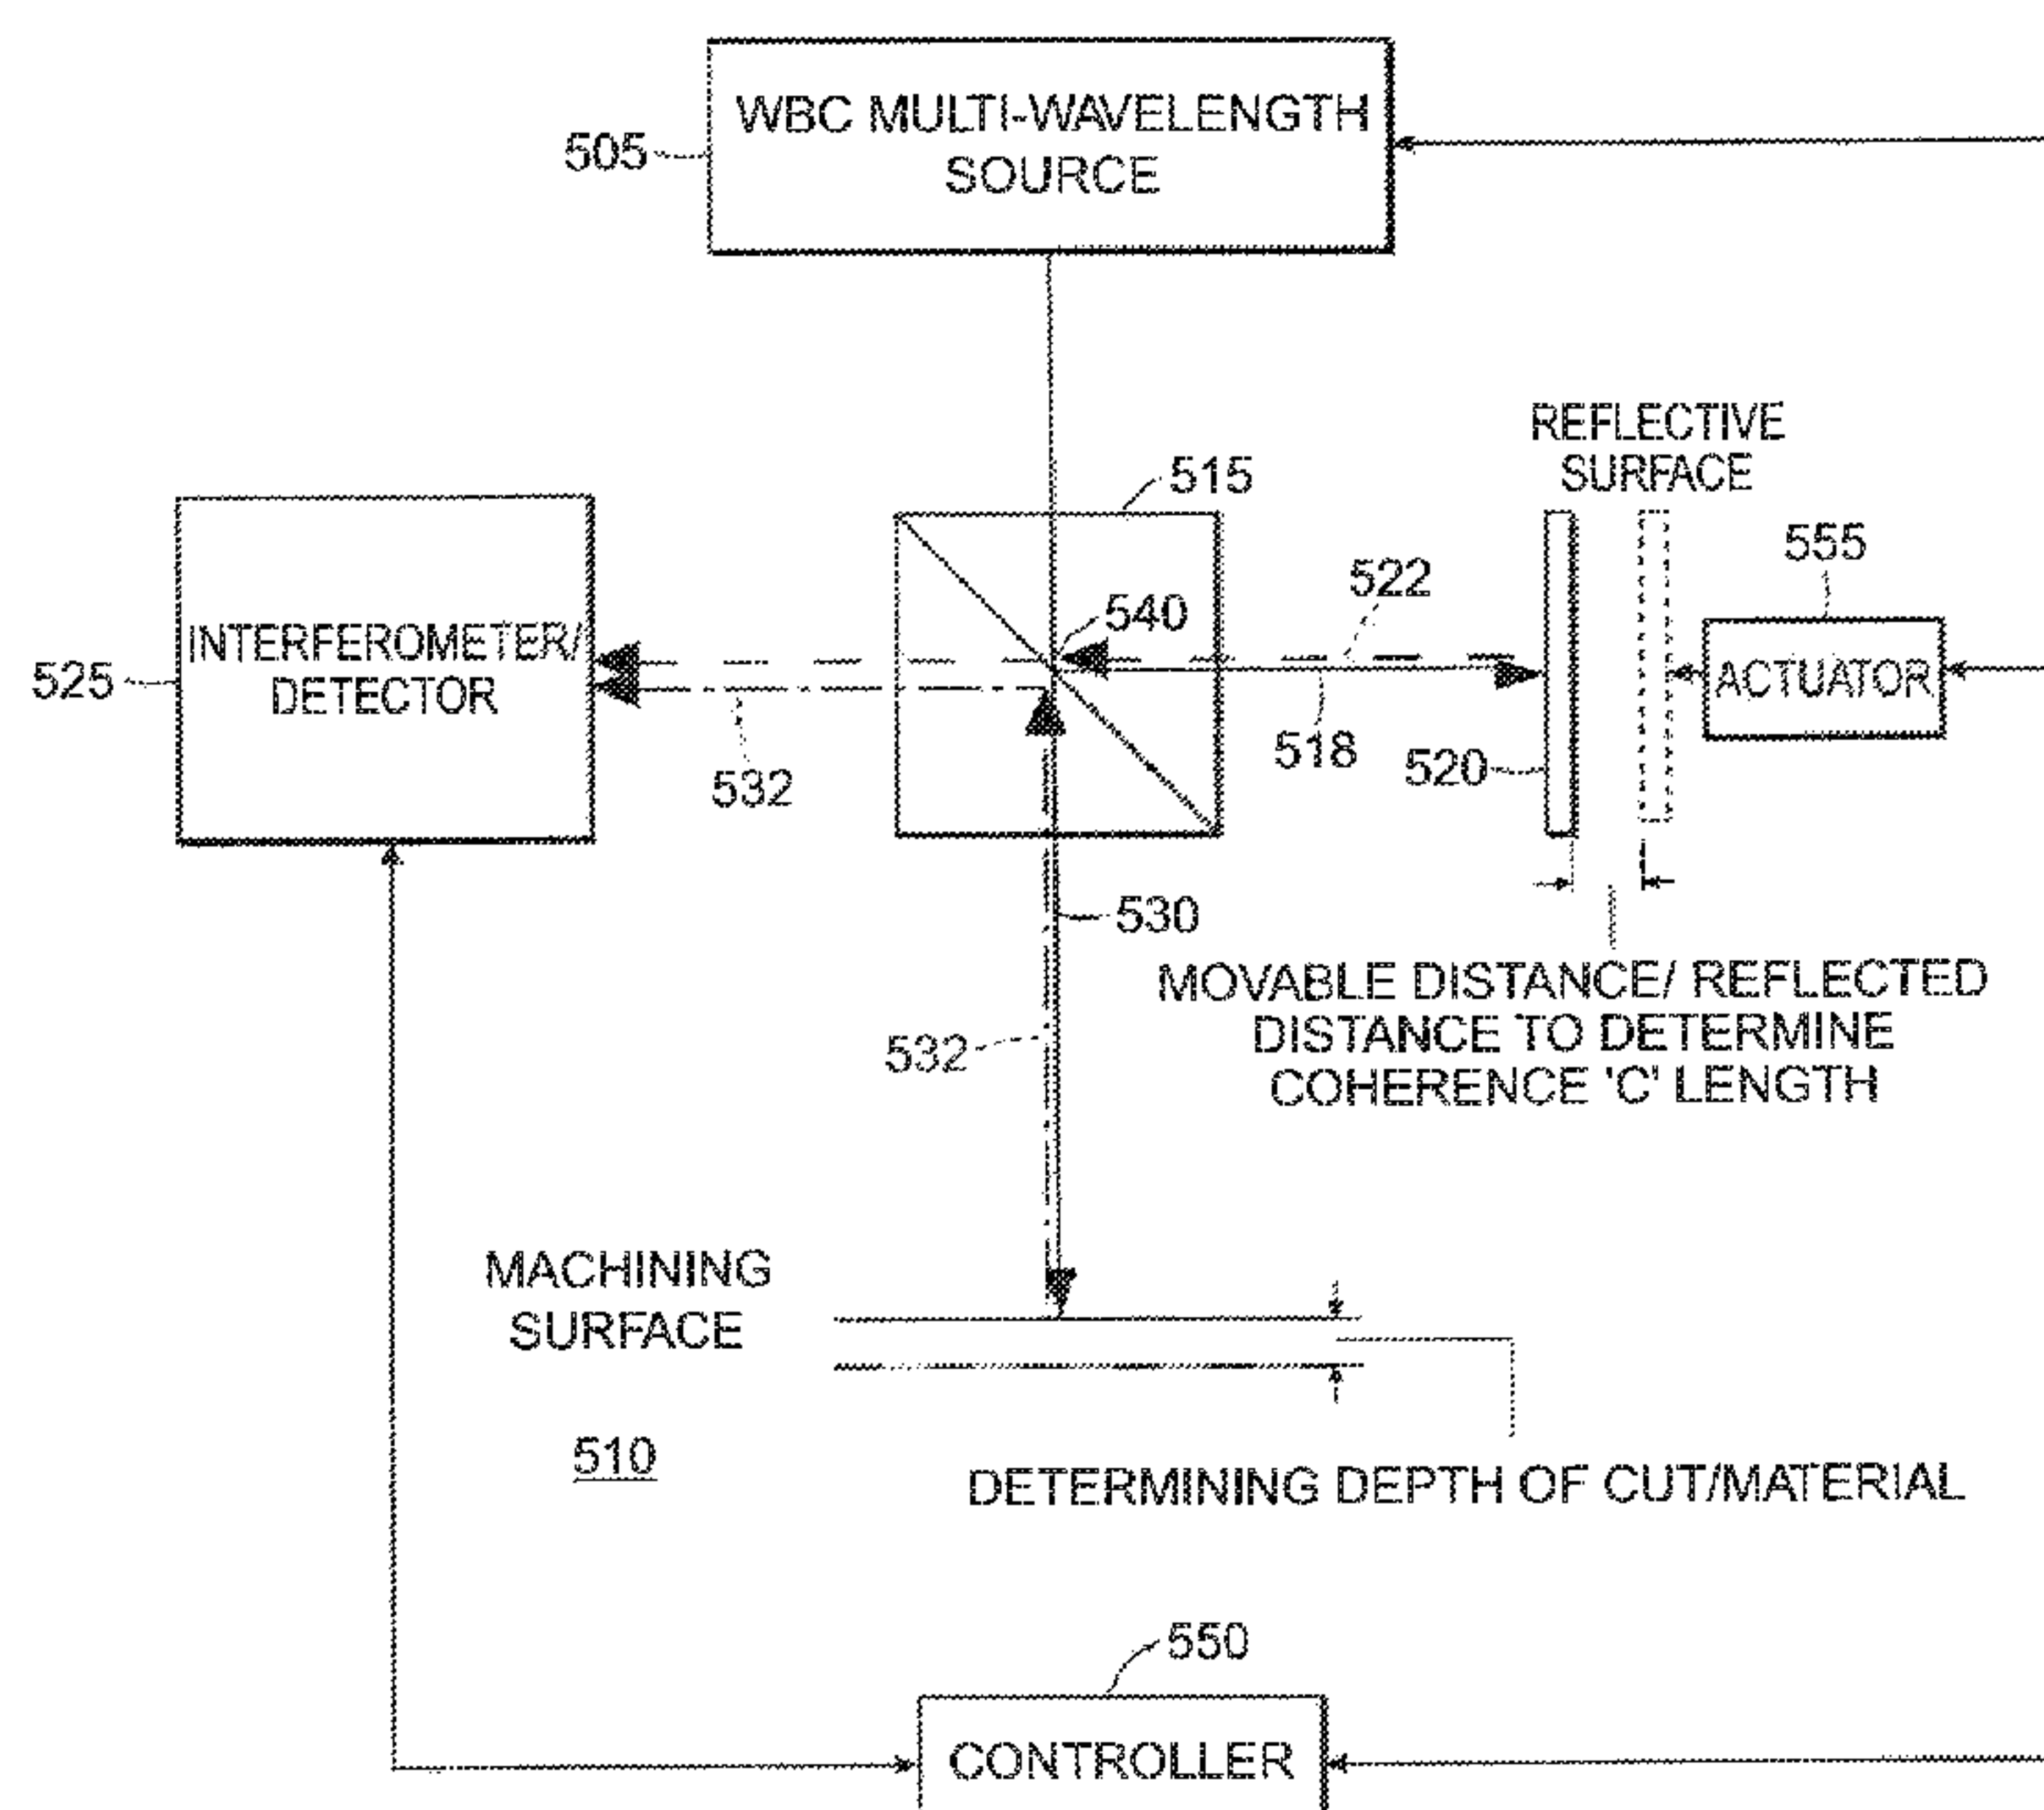 WBC MULTI-WAVELENGTH
SOURCE
505
REFLECTIVE
SURFACE
515
555
522
540
INTERFEROMETER/
DETECTOR
525
ACTUATOR
518
520
532
530
MOVABLE DISTANCE/ REFLECTED
DISTANCE TO DETERMINE
COHERENCE 'C' LENGTH
532
MACHINING
SURFACE
510
DETERMINING DEPTH OF CUT/MATERIAL
550
CONTROLLER